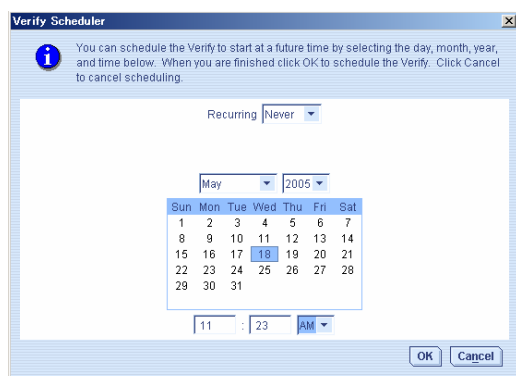 Verify Scheduler
You can schedule the Verify to start at a future time by selecting the day, month, year,
and time below. When you are finished click OK to schedule the Verify. Click Cancel
to cancel scheduling.
Recurring Never
May 2005
Sun Mon Tue Wed Thu Fri Sat
1 2 3 4 5 6 7
8 9 10 11 12 13 14
15 16 17 18 19 20 21
22 23 24 25 26 27 28
29 30 31
11 : 23 AM
OK Cancel